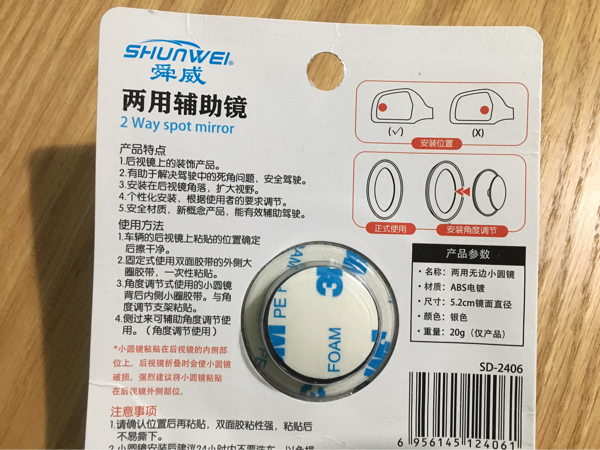 SHUNWEI®
舜威
两用辅助镜
2 Way spot mirror
产品特点
1.后视镜上的装饰产品。
2.有助于解决驾驶中的死角问题，安全驾驶。
3.安装在后视镜角落，扩大视野。
4.个性化安装，根据使用者的要求调节。
5.安全材质，新概念产品，能有效辅助驾驶。
使用方法
1.车辆的后视镜上粘贴的位置确定
后擦干净。
2.固定式使用双面胶带的外侧大
圈胶带，一次性粘贴。
3.角度调节式使用的小圆镜
背后内侧小圈胶带。与角
度调节支架粘贴。
4.侧过来可辅助角度调节使
用。（角度调节使用）
*小圆镜粘贴在后视镜的内侧部
位上，后视镜折叠时会使小圆镜
破损，强烈建议将小圆镜粘贴
在后视镜外侧部位。
注意事项
1.请确认位置后再粘贴，双面胶粘性强，粘贴后
不易撕下。
(√)
(X)
安装位置
正式使用
安装角度调节
产品参数
· 名称：两用无边小圆镜
· 材质：ABS电镀
· 尺寸：5.2cm镜面直径
· 颜色：银色
· 重量：20g（仅产品）
SD-2406
6 956145 124061
3M
PE FOAM